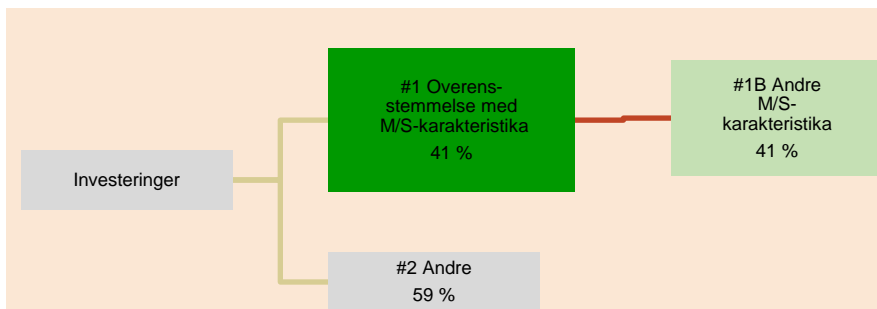 Investeringer
#1 Overens-
stemmelse med
M/S-karakteristika
41 %
#1B Andre
M/S-
karakteristika
41 %
#2 Andre
59 %